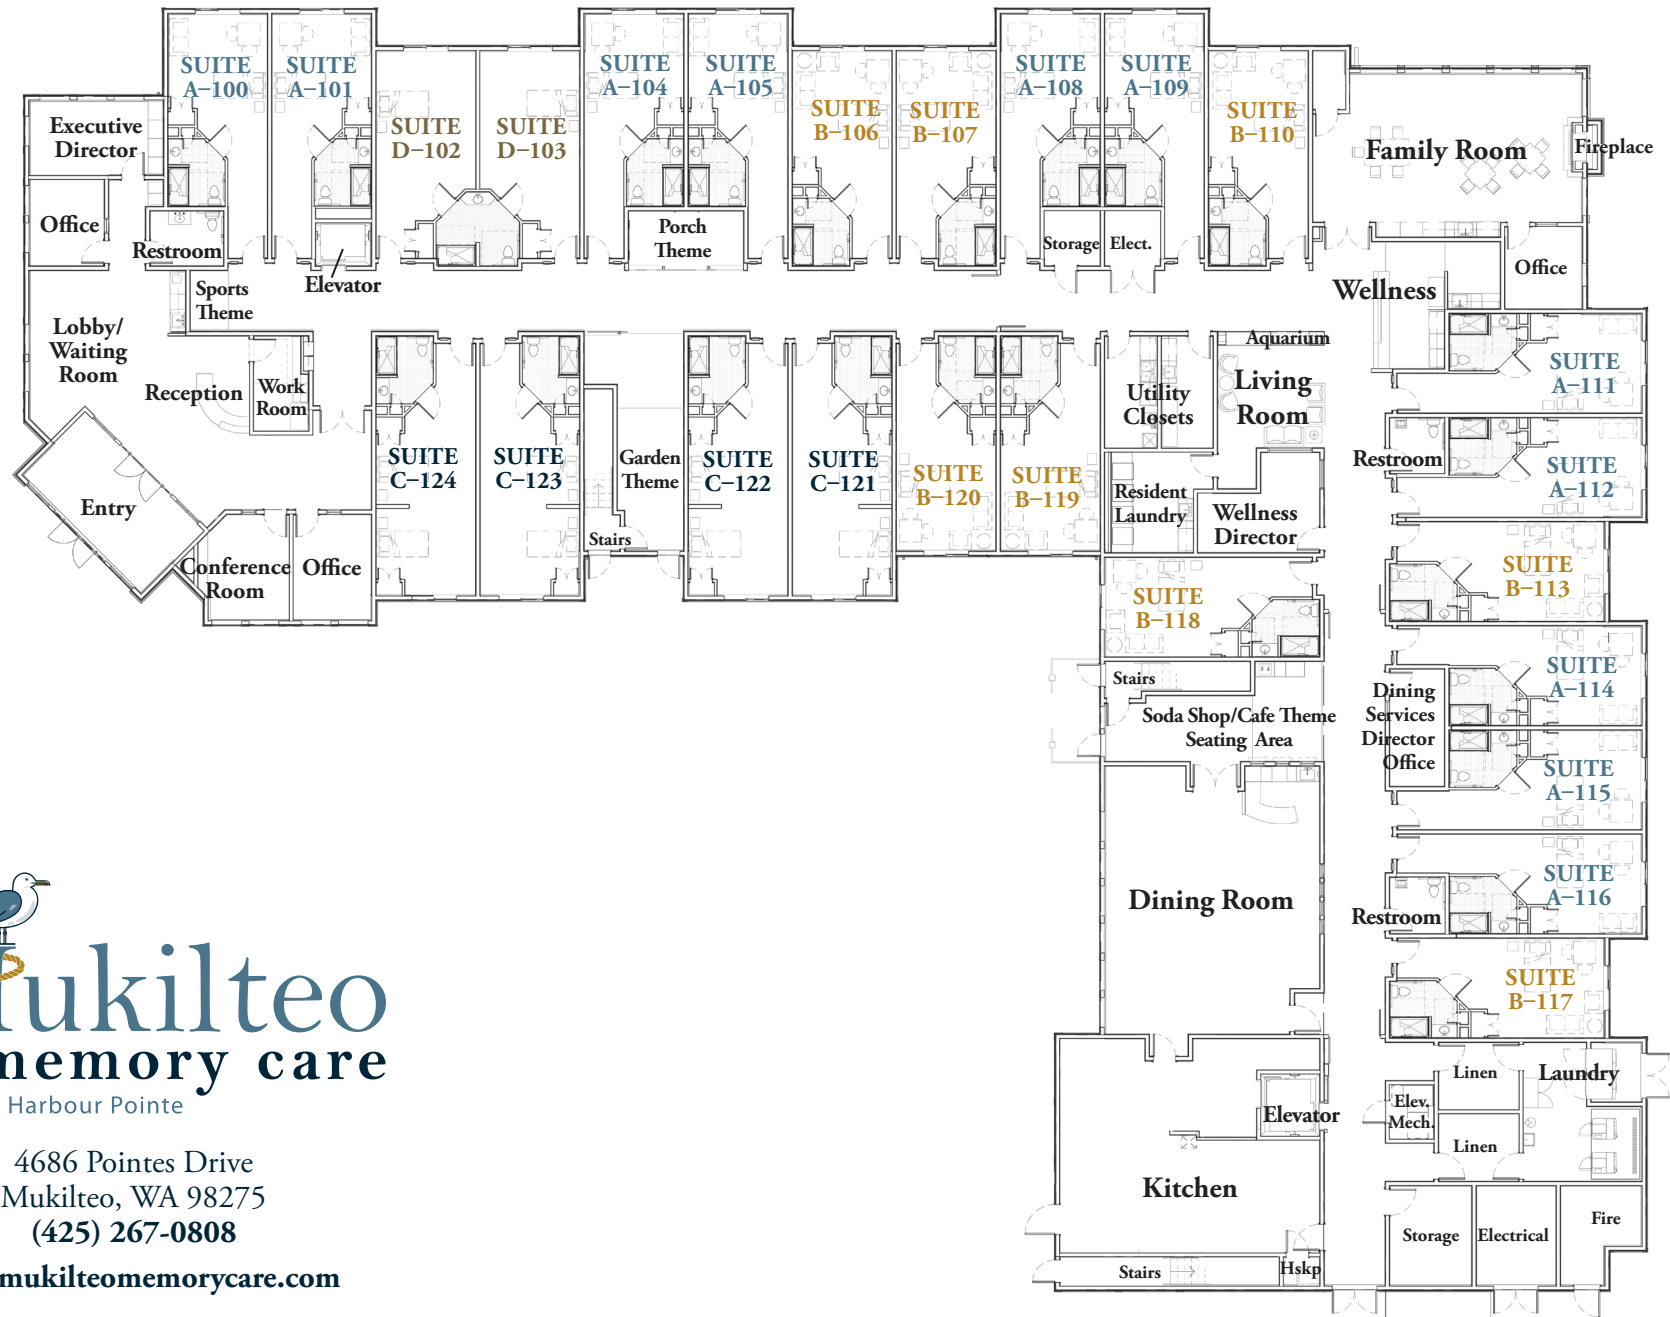 SUITE
A–100
SUITE
A–101
SUITE
D–102
SUITE
D–103
SUITE
A–104
SUITE
A–105
SUITE
B–106
SUITE
B–107
SUITE
A–108
SUITE
A–109
SUITE
B–110
Family Room
Fireplace
Executive
Director
Office
Restroom
Elevator
Porch
Theme
Storage
Elect.
Wellness
Office
Sports
Theme
Lobby/
Waiting
Room
Reception
Work
Room
Entry
Conference
Room
Office
SUITE
C–124
SUITE
C–123
Garden
Theme
Stairs
SUITE
C–122
SUITE
C–121
SUITE
B–120
SUITE
B–119
Utility
Closets
Aquarium
Living
Room
Resident
Laundry
Wellness
Director
SUITE
A–111
Restroom
SUITE
A–112
SUITE
B–113
SUITE
B–118
SUITE
A–114
Stairs
Soda Shop/Cafe Theme
Seating Area
Dining
Services
Director
Office
SUITE
A–115
Dining Room
SUITE
A–116
Restroom
SUITE
B–117
Linen
Laundry
Elev.
Mech.
Elevator
Linen
Kitchen
Storage
Electrical
Fire
Stairs
Hskp
ukilteo
memory care
Harbour Pointe
4686 Pointes Drive
Mukilteo, WA 98275
(425) 267-0808
mukilteomemorycare.com